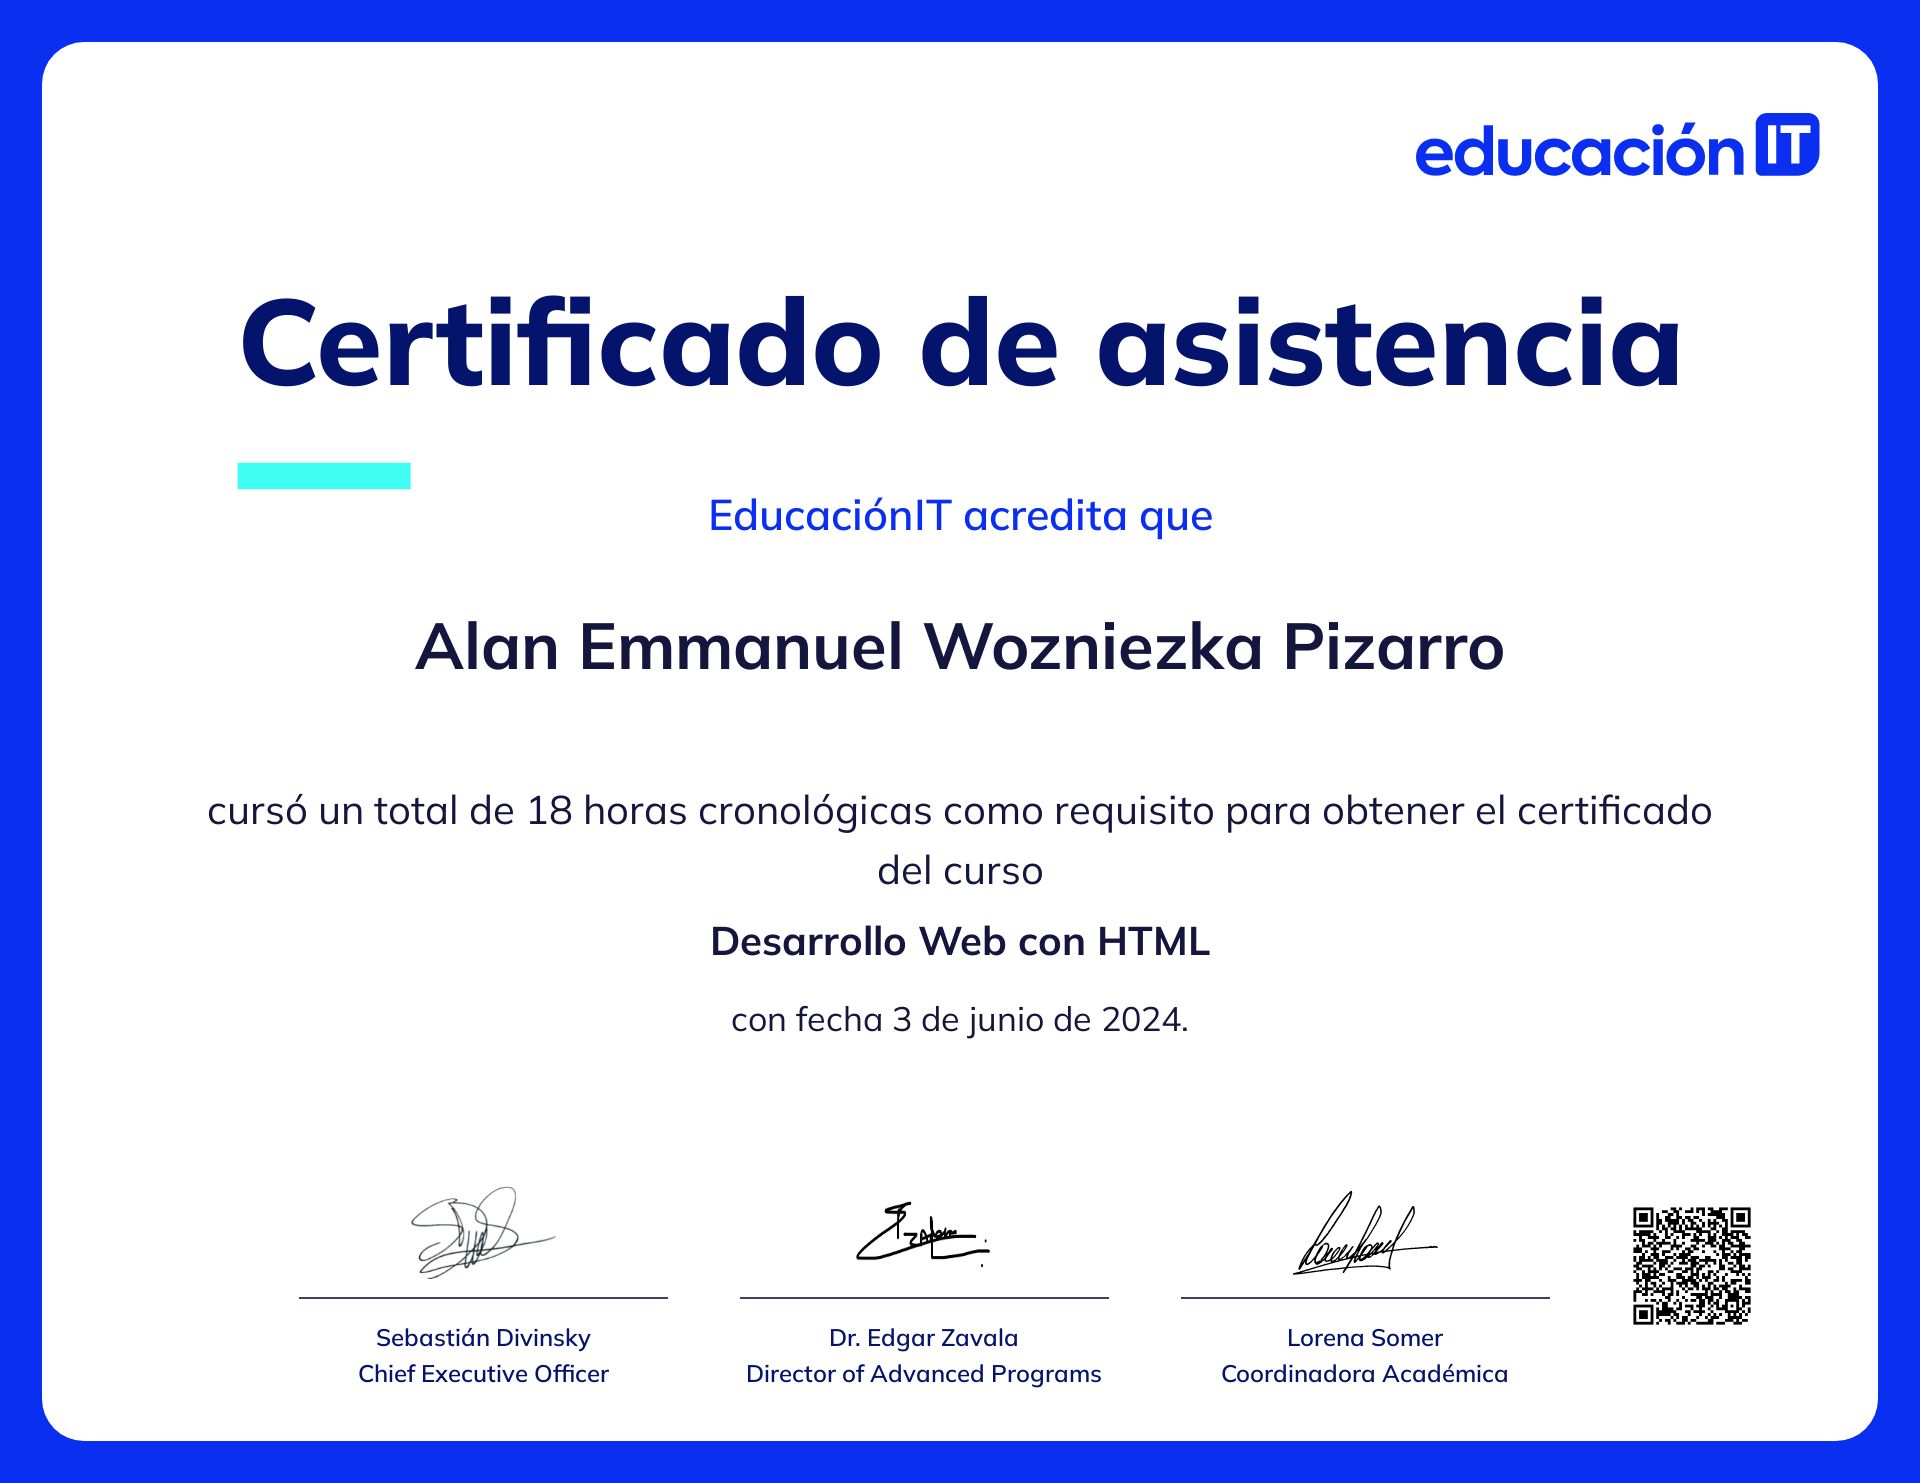 educación IT
Certificado de asistencia
EducaciónIT acredita que
Alan Emmanuel Wozniezka Pizarro
cursó un total de 18 horas cronológicas como requisito para obtener el certificado
del curso
Desarrollo Web con HTML
con fecha 3 de junio de 2024.
Sebastián Divinsky
Chief Executive Officer
Dr. Edgar Zavala
Director of Advanced Programs
Lorena Somer
Coordinadora Académica